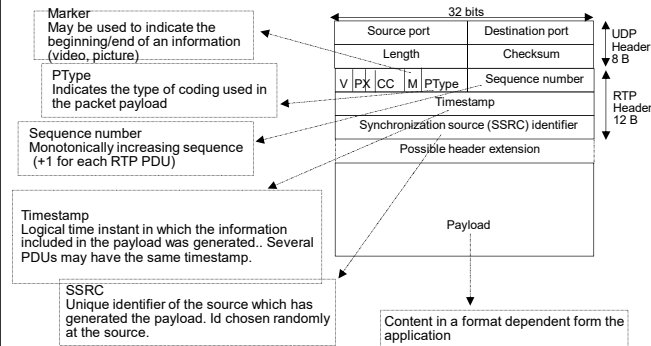 Marker
May be used to indicate the
beginning/end of an information
(video, picture)
PType
Indicates the type of coding used in
the packet payload
Sequence number
Monotonically increasing sequence
(+1 for each RTP PDU)
Timestamp
Logical time instant in which the information
included in the payload was generated.. Several
PDUs may have the same timestamp.
SSRC
Unique identifier of the source which has
generated the payload. Id chosen randomly
at the source.
32 bits
Source port Destination port
Length Checksum
UDP
Header
8 B
V PX CC M PType Sequence number
Timestamp
Synchronization source (SSRC) identifier
RTP
Header
12 B
Possible header extension
Payload
Content in a format dependent form the
application